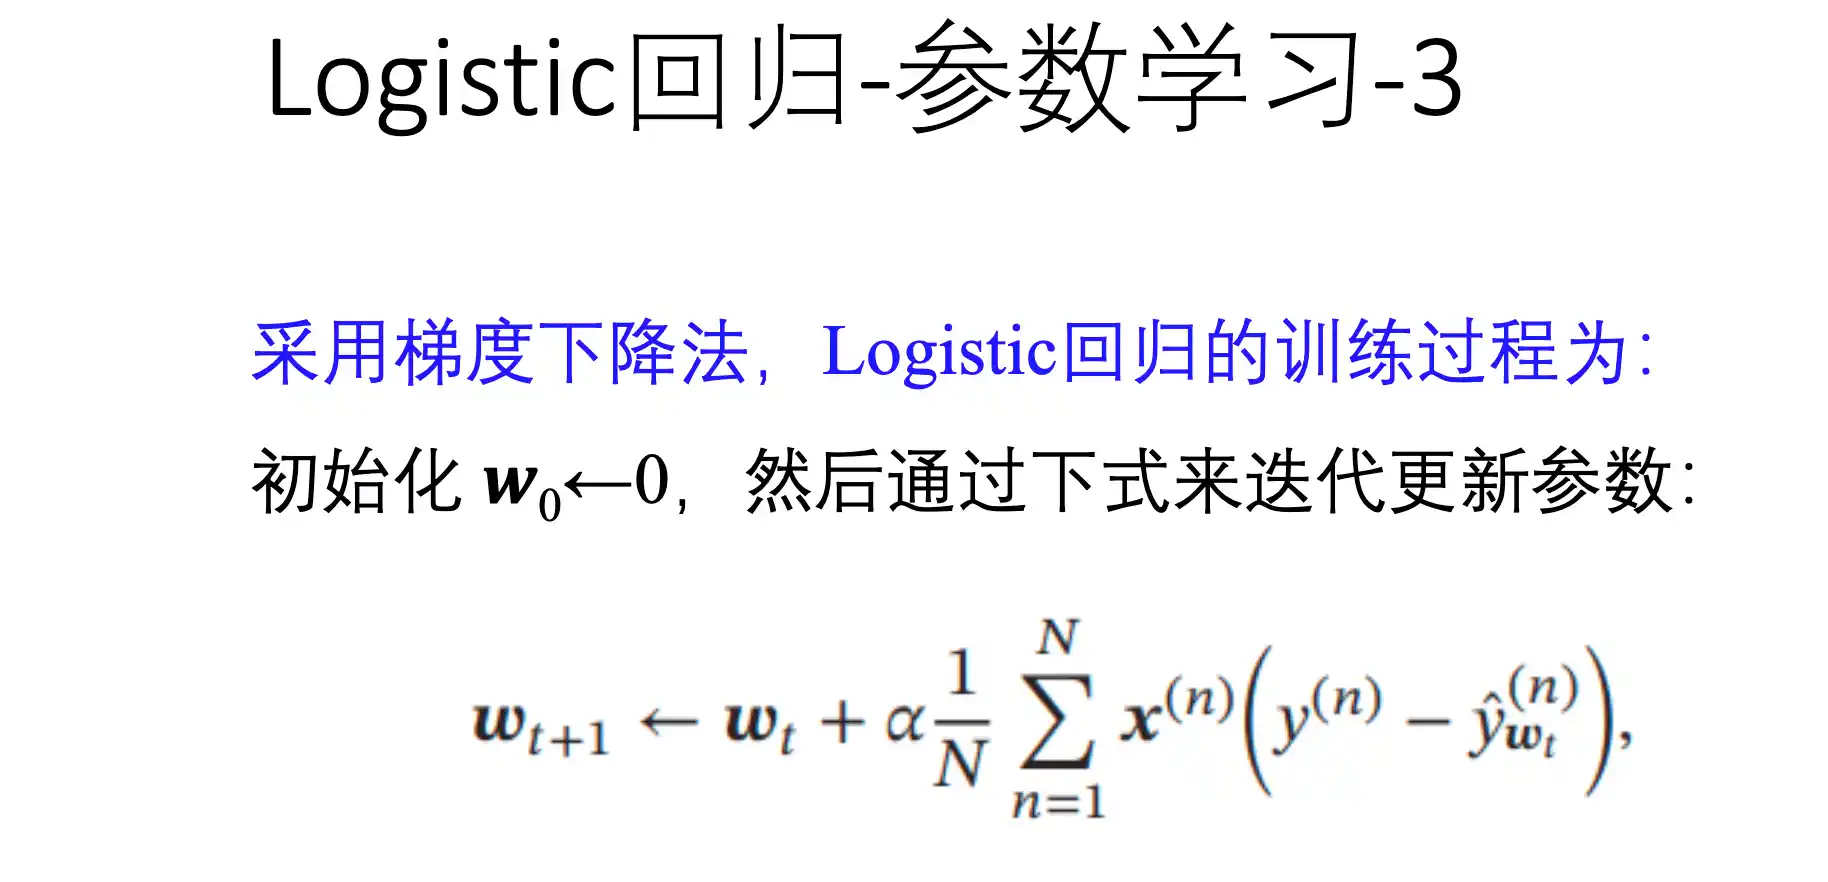 Logistic回归-参数学习-3
采用梯度下降法，Logistic回归的训练过程为：
初始化 w₀←0，然后通过下式来迭代更新参数：
$\boldsymbol{w}_{t+1} \leftarrow \boldsymbol{w}_t + \alpha \frac{1}{N} \sum_{n=1}^{N} \boldsymbol{x}^{(n)} \left( y^{(n)} - \hat{y}_{\boldsymbol{w}_t}^{(n)} \right),$